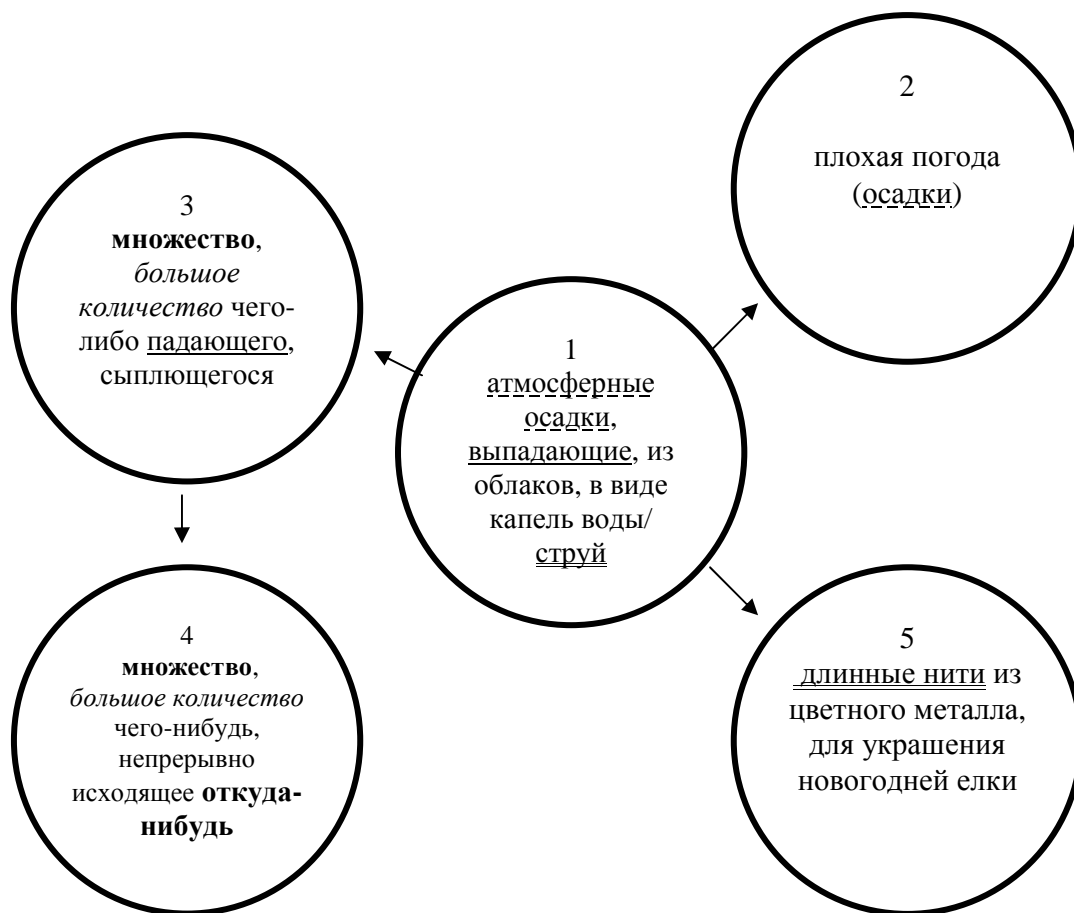 1
атмосферные
осадки,
выпадающие, из
облаков, в виде
капель воды/
струй
2
плохая погода
(осадки)
3
множество,
большое
количество чего-
либо падающего,
сыплющегося
4
множество,
большое количество
чего-нибудь,
непрерывно
исходящее откуда-
нибудь
5
длинные нити из
цветного металла,
для украшения
новогодней елки